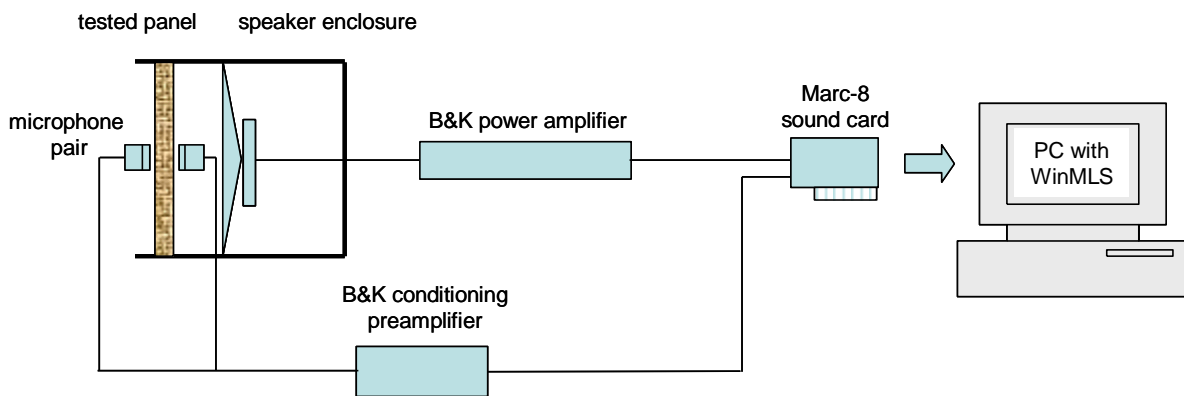 tested panel
speaker enclosure
microphone
pair
B&K power amplifier
Marc-8
sound card
PC with
WinMLS
B&K conditioning
preamplifier